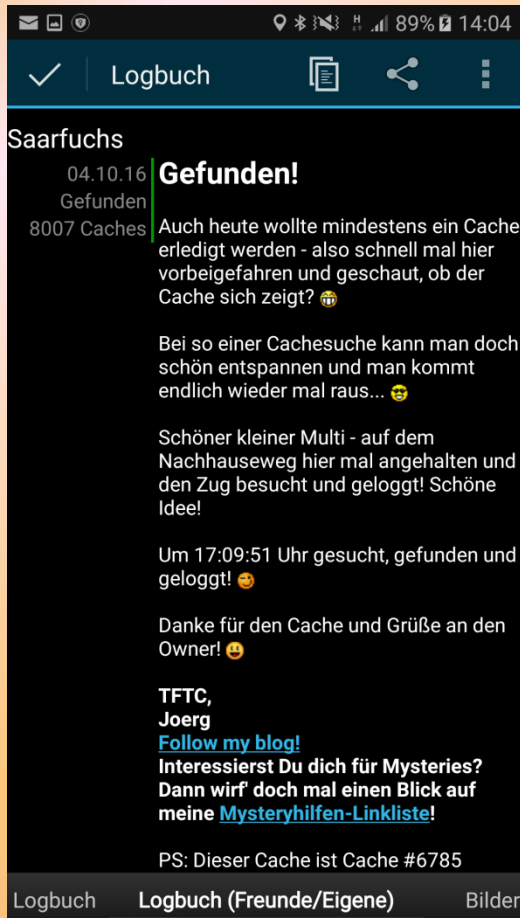 89% 14:04
Logbuch
Saarfuchs
04.10.16
Gefunden
8007 Caches
Gefunden!
Auch heute wollte mindestens ein Cache
erledigt werden - also schnell mal hier
vorbeigefahren und geschaut, ob der
Cache sich zeigt?
Bei so einer Cachesuche kann man doch
schön entspannen und man kommt
endlich wieder mal raus...
Schöner kleiner Multi - auf dem
Nachhauseweg hier mal angehalten und
den Zug besucht und geloggt! Schöne
Idee!
Um 17:09:51 Uhr gesucht, gefunden und
geloggt!
Danke für den Cache und Grüße an den
Owner!
TFTC,
Joerg
Follow my blog!
Interessierst Du dich für Mysteries?
Dann wirf' doch mal einen Blick auf
meine Mysteryhilfen-Linkliste!
PS: Dieser Cache ist Cache #6785
Logbuch Logbuch (Freunde/Eigene) Bilder